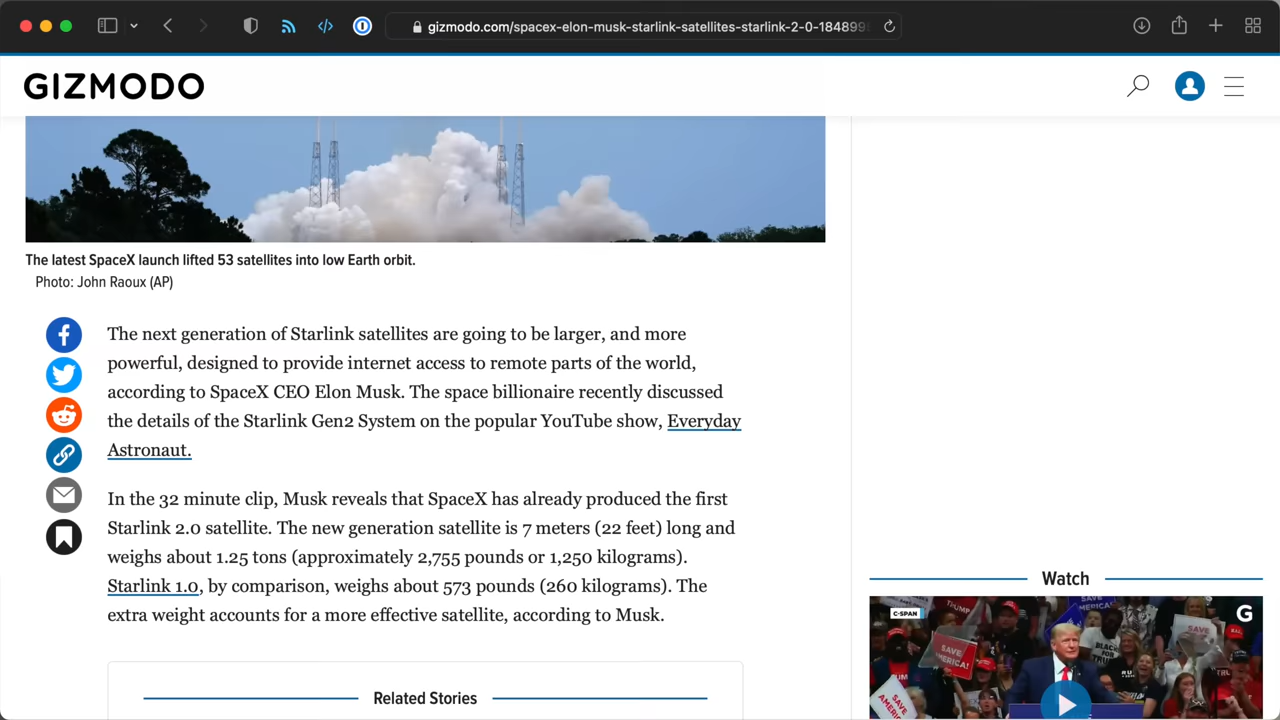 gizmodo.com/spacex-elon-musk-starlink-satellites-starlink-2-0-184899
GIZMODO
The latest SpaceX launch lifted 53 satellites into low Earth orbit.
Photo: John Raoux (AP)
The next generation of Starlink satellites are going to be larger, and more
powerful, designed to provide internet access to remote parts of the world,
according to SpaceX CEO Elon Musk. The space billionaire recently discussed
the details of the Starlink Gen2 System on the popular YouTube show, Everyday
Astronaut.
In the 32 minute clip, Musk reveals that SpaceX has already produced the first
Starlink 2.0 satellite. The new generation satellite is 7 meters (22 feet) long and
weighs about 1.25 tons (approximately 2,755 pounds or 1,250 kilograms).
Starlink 1.0, by comparison, weighs about 573 pounds (260 kilograms). The
extra weight accounts for a more effective satellite, according to Musk.
Related Stories
Watch
C-SPAN
G
TRUMP
SAVE
AMERICA!
BLACKS
FOR
SAVE